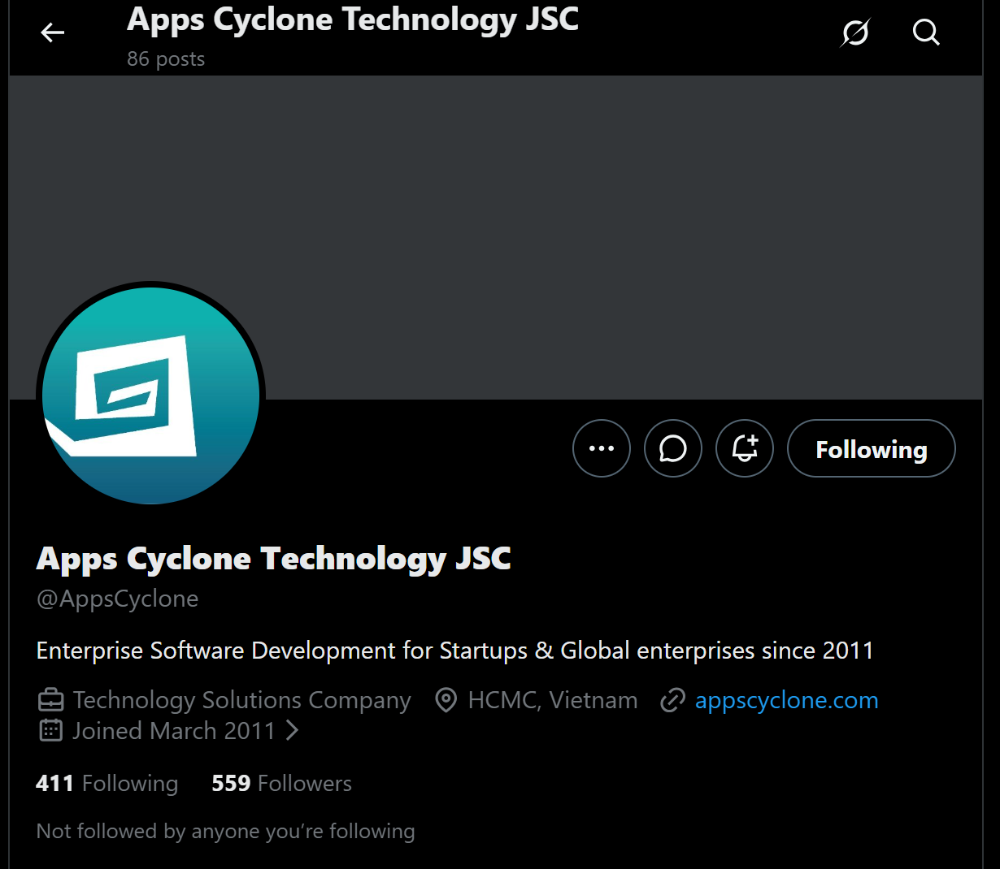 Apps Cyclone Technology JSC
86 posts
Following
Apps Cyclone Technology JSC
@AppsCyclone
Enterprise Software Development for Startups & Global enterprises since 2011
Technology Solutions Company HCMC, Vietnam appscyclone.com
Joined March 2011
411 Following 559 Followers
Not followed by anyone you’re following